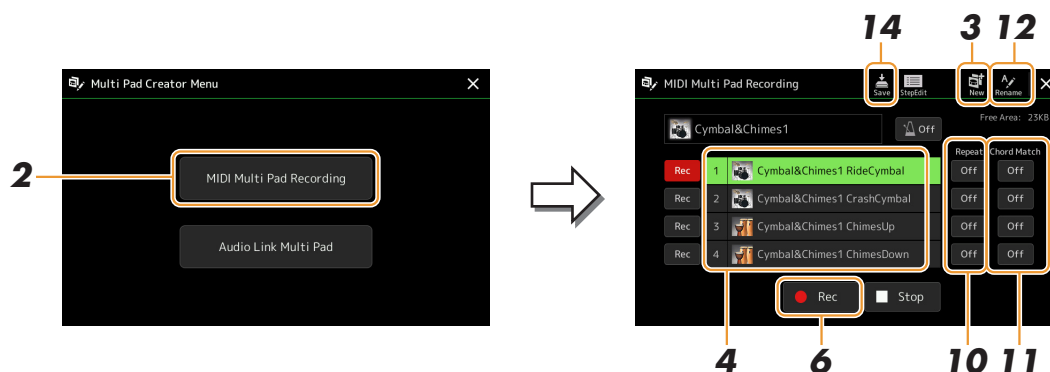 14 3 12
Multi Pad Creator Menu
MIDI Multi Pad Recording
Save StepEdit New Rename
Free Area: 23KB
Cymbal&Chimes1 Off
Repeat Chord Match
2 MIDI Multi Pad Recording
Rec 1 Cymbal&Chimes1 RideCymbal Off Off
Rec 2 Cymbal&Chimes1 CrashCymbal Off Off
Rec 3 Cymbal&Chimes1 ChimesUp Off Off
Audio Link Multi Pad
Rec 4 Cymbal&Chimes1 ChimesDown Off Off
Rec Stop
4 6 10 11